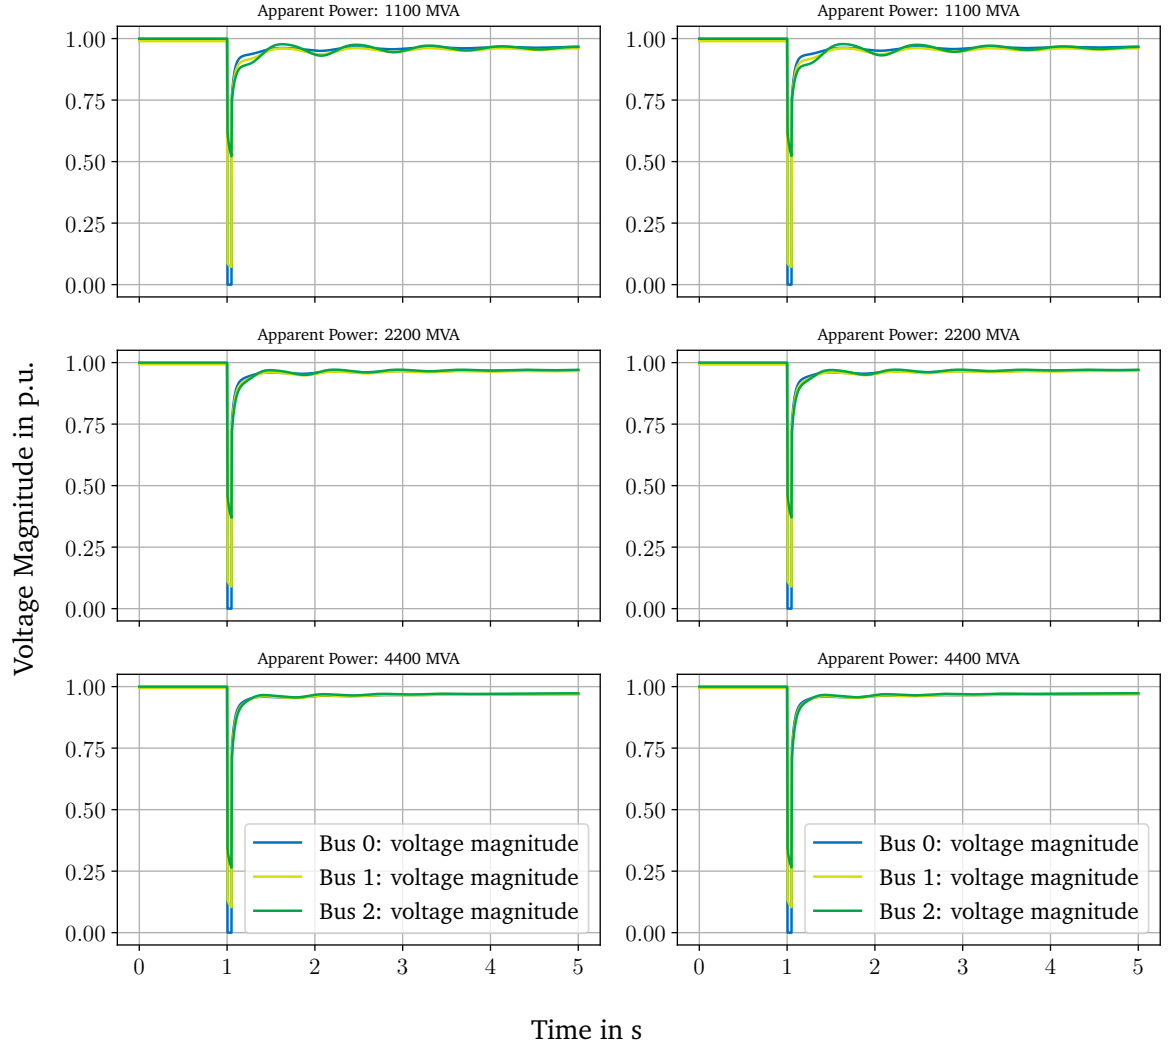 Apparent Power: 1100 MVA
Apparent Power: 1100 MVA
1.00
0.75
0.50
0.25
0.00
1.00
0.75
0.50
0.25
0.00
Apparent Power: 2200 MVA
Apparent Power: 2200 MVA
Voltage Magnitude in p.u.
1.00
0.75
0.50
0.25
0.00
1.00
0.75
0.50
0.25
0.00
Apparent Power: 4400 MVA
Apparent Power: 4400 MVA
1.00
0.75
0.50
0.25
0.00
Bus 0: voltage magnitude
Bus 1: voltage magnitude
Bus 2: voltage magnitude
0 1 2 3 4 5
1.00
0.75
0.50
0.25
0.00
Bus 0: voltage magnitude
Bus 1: voltage magnitude
Bus 2: voltage magnitude
0 1 2 3 4 5
Time in s